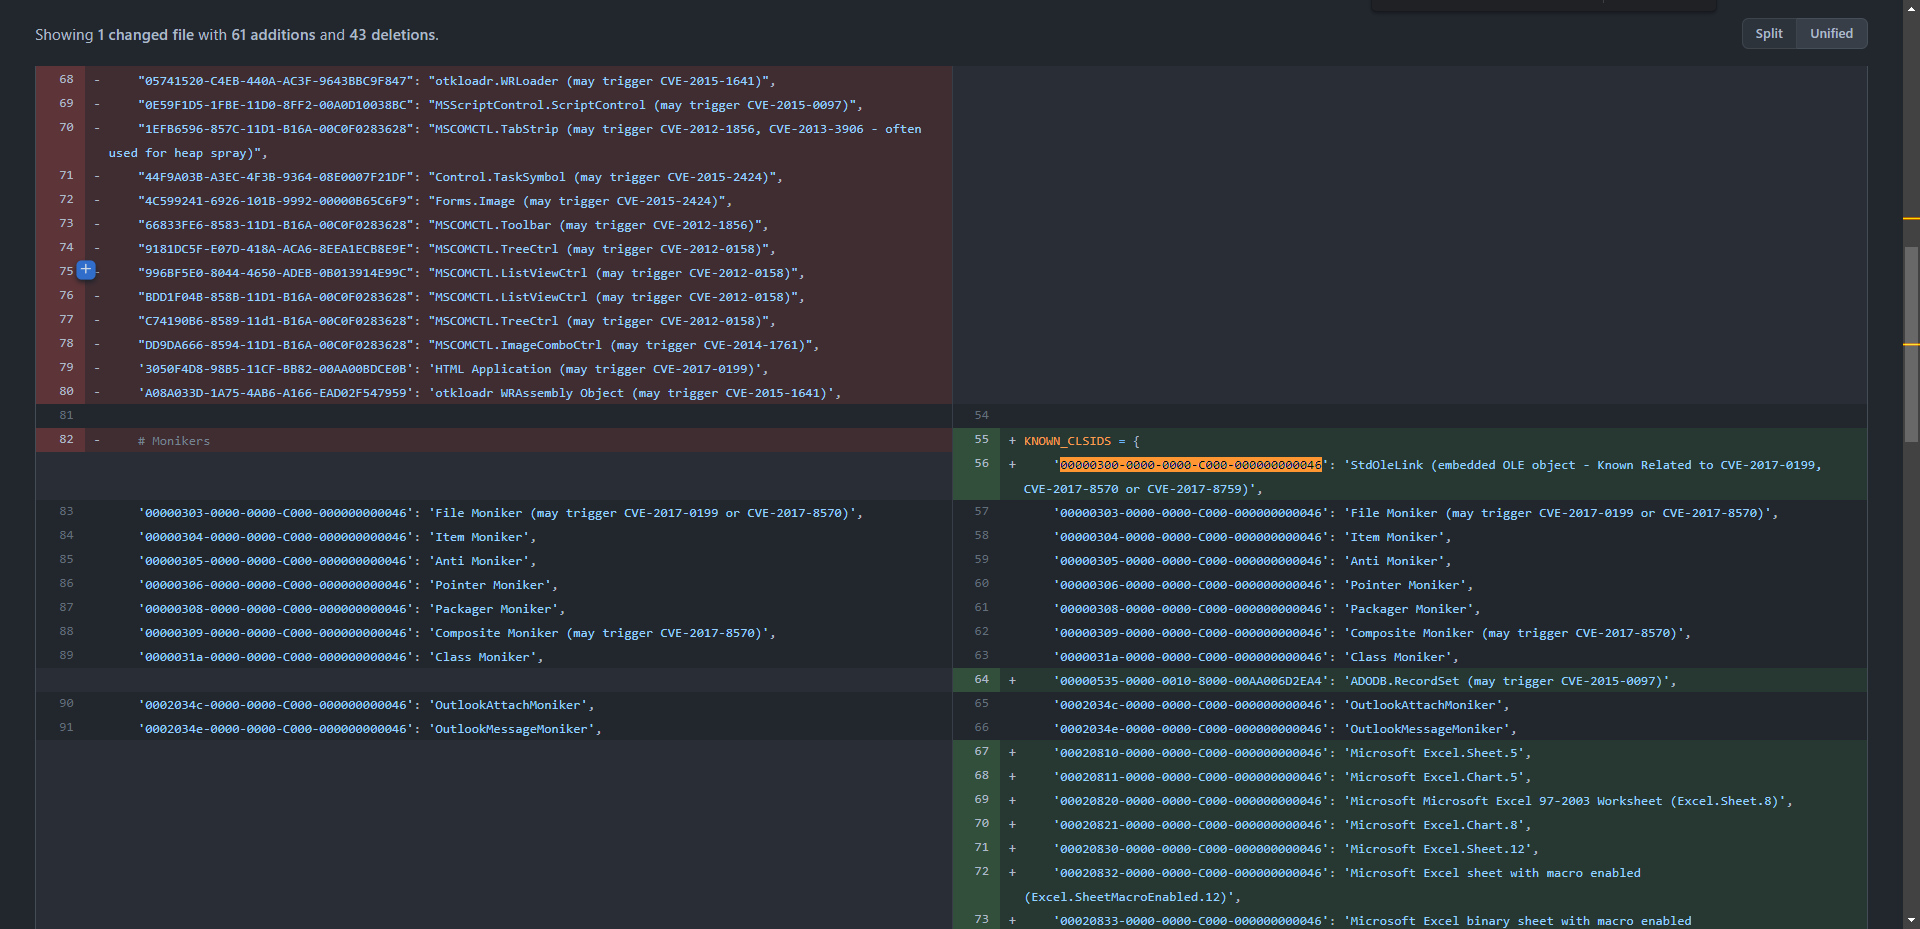 Showing 1 changed file with 61 additions and 43 deletions.
Split Unified
68 - "05741520-C4EB-440A-AC3F-9643BBC9F847": "otkloadr.WRLoader (may trigger CVE-2015-1641)",
69 - "0E59F1D5-1FBE-11D0-8FF2-00A0D10038BC": "MSScriptControl.ScriptControl (may trigger CVE-2015-0097)",
70 - "1EFB6596-857C-11D1-B16A-00C0F0283628": "MSCOMCTL.TabStrip (may trigger CVE-2012-1856, CVE-2013-3906 - often
used for heap spray)",
71 - "44F9A03B-A3EC-4F3B-9364-08E0007F21DF": "Control.TaskSymbol (may trigger CVE-2015-2424)",
72 - "4C599241-6926-101B-9992-00000B65C6F9": "Forms.Image (may trigger CVE-2015-2424)",
73 - "66833FE6-8583-11D1-B16A-00C0F0283628": "MSCOMCTL.Toolbar (may trigger CVE-2012-1856)",
74 - "9181DC5F-E07D-418A-ACA6-8EEA1ECB8E9E": "MSCOMCTL.TreeCtrl (may trigger CVE-2012-0158)",
75 + - "996BF5E0-8044-4650-ADEB-0B013914E99C": "MSCOMCTL.ListViewCtrl (may trigger CVE-2012-0158)",
76 - "BDD1F04B-858B-11D1-B16A-00C0F0283628": "MSCOMCTL.ListViewCtrl (may trigger CVE-2012-0158)",
77 - "C74190B6-8589-11d1-B16A-00C0F0283628": "MSCOMCTL.TreeCtrl (may trigger CVE-2012-0158)",
78 - "DD9DA666-8594-11D1-B16A-00C0F0283628": "MSCOMCTL.ImageComboCtrl (may trigger CVE-2014-1761)",
79 - '3050F4D8-98B5-11CF-BB82-00AA00BDCE0B': 'HTML Application (may trigger CVE-2017-0199)',
80 - 'A08A033D-1A75-4AB6-A166-EAD02F547959': 'otkloadr WRAssembly Object (may trigger CVE-2015-1641)',
81
82 - # Monikers
83 '00000303-0000-0000-C000-000000000046': 'File Moniker (may trigger CVE-2017-0199 or CVE-2017-8570)',
84 '00000304-0000-0000-C000-000000000046': 'Item Moniker',
85 '00000305-0000-0000-C000-000000000046': 'Anti Moniker',
86 '00000306-0000-0000-C000-000000000046': 'Pointer Moniker',
87 '00000308-0000-0000-C000-000000000046': 'Packager Moniker',
88 '00000309-0000-0000-C000-000000000046': 'Composite Moniker (may trigger CVE-2017-8570)',
89 '0000031a-0000-0000-C000-000000000046': 'Class Moniker',
90 '0002034c-0000-0000-C000-000000000046': 'OutlookAttachMoniker',
91 '0002034e-0000-0000-C000-000000000046': 'OutlookMessageMoniker',
54
55 + KNOWN_CLSIDS = {
56 + '00000300-0000-0000-C000-000000000046': 'StdOleLink (embedded OLE object - Known Related to CVE-2017-0199,
CVE-2017-8570 or CVE-2017-8759)',
57 '00000303-0000-0000-C000-000000000046': 'File Moniker (may trigger CVE-2017-0199 or CVE-2017-8570)',
58 '00000304-0000-0000-C000-000000000046': 'Item Moniker',
59 '00000305-0000-0000-C000-000000000046': 'Anti Moniker',
60 '00000306-0000-0000-C000-000000000046': 'Pointer Moniker',
61 '00000308-0000-0000-C000-000000000046': 'Packager Moniker',
62 '00000309-0000-0000-C000-000000000046': 'Composite Moniker (may trigger CVE-2017-8570)',
63 '0000031a-0000-0000-C000-000000000046': 'Class Moniker',
64 + '00000535-0000-0010-8000-00AA006D2EA4': 'ADODB.RecordSet (may trigger CVE-2015-0097)',
65 '0002034c-0000-0000-C000-000000000046': 'OutlookAttachMoniker',
66 '0002034e-0000-0000-C000-000000000046': 'OutlookMessageMoniker',
67 + '00020810-0000-0000-C000-000000000046': 'Microsoft Excel.Sheet.5',
68 + '00020811-0000-0000-C000-000000000046': 'Microsoft Excel.Chart.5',
69 + '00020820-0000-0000-C000-000000000046': 'Microsoft Microsoft Excel 97-2003 Worksheet (Excel.Sheet.8)',
70 + '00020821-0000-0000-C000-000000000046': 'Microsoft Excel.Chart.8',
71 + '00020830-0000-0000-C000-000000000046': 'Microsoft Excel.Sheet.12',
72 + '00020832-0000-0000-C000-000000000046': 'Microsoft Excel sheet with macro enabled
(Excel.SheetMacroEnabled.12)',
73 + '00020833-0000-0000-C000-000000000046': 'Microsoft Excel binary sheet with macro enabled